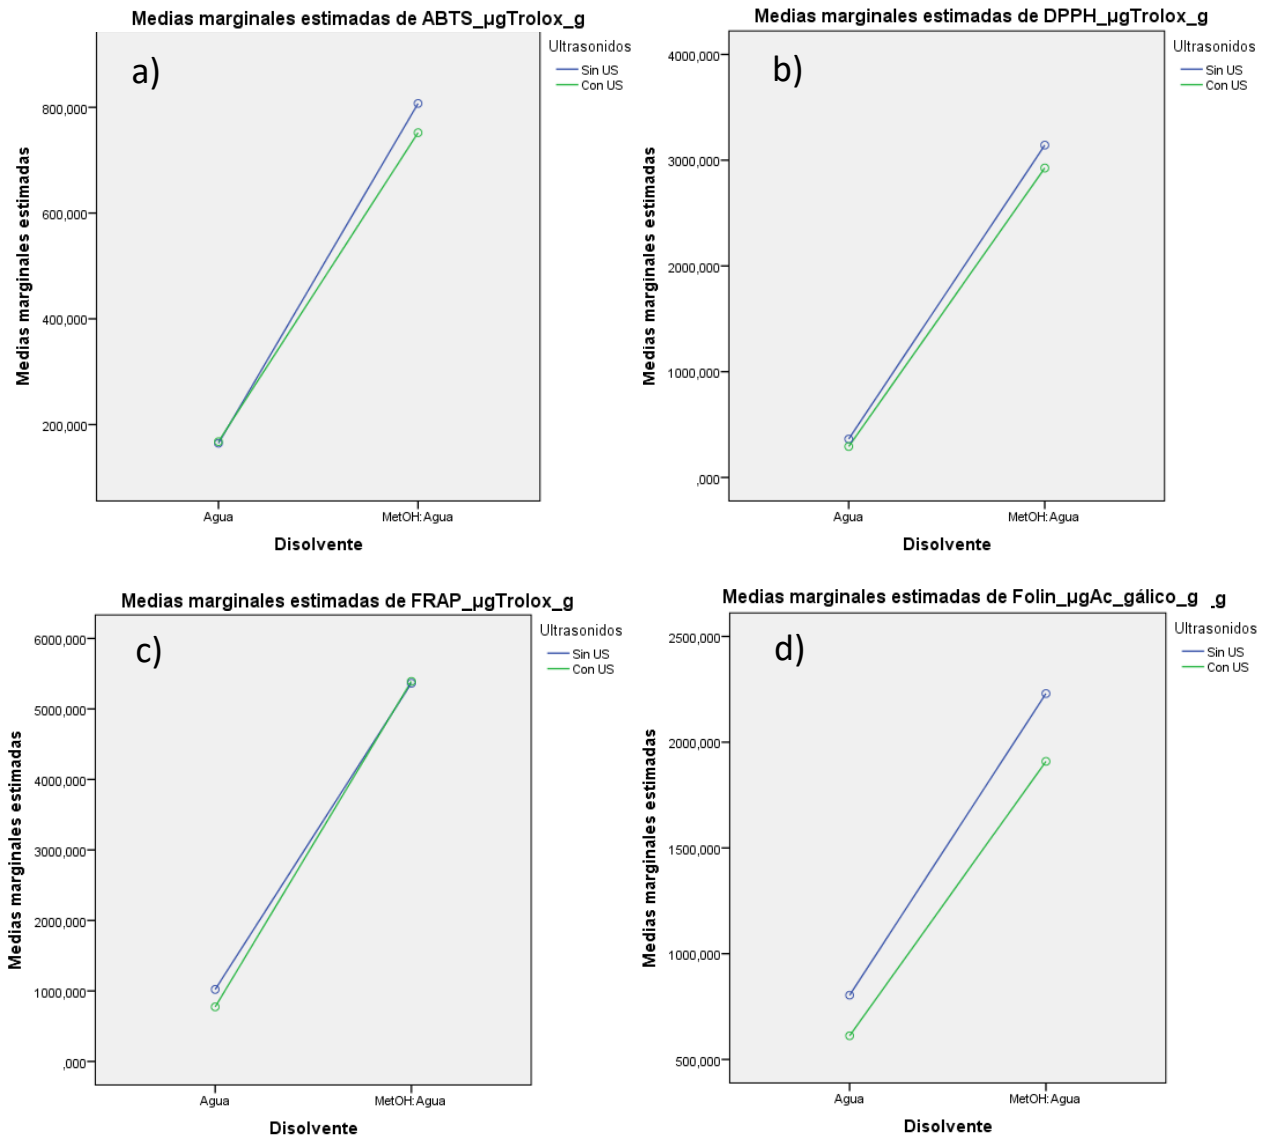 Medias marginales estimadas de ABTS_µgTrolox_g
a)
Ultrasonidos
Sin US
Con US
Medias marginales estimadas
800,000
600,000
400,000
200,000
Agua
MetOH:Agua
Disolvente
Medias marginales estimadas de DPPH_µgTrolox_g
b)
Ultrasonidos
Sin US
Con US
Medias marginales estimadas
4000,000
3000,000
2000,000
1000,000
,000
Agua
MetOH:Agua
Disolvente
Medias marginales estimadas de FRAP_µgTrolox_g
c)
Ultrasonidos
Sin US
Con US
Medias marginales estimadas
6000,000
5000,000
4000,000
3000,000
2000,000
1000,000
,000
Agua
MetOH:Agua
Disolvente
Medias marginales estimadas de Folin_µgAc_gálico_g _g
d)
Ultrasonidos
Sin US
Con US
Medias marginales estimadas
2500,000
2000,000
1500,000
1000,000
500,000
Agua
MetOH:Agua
Disolvente